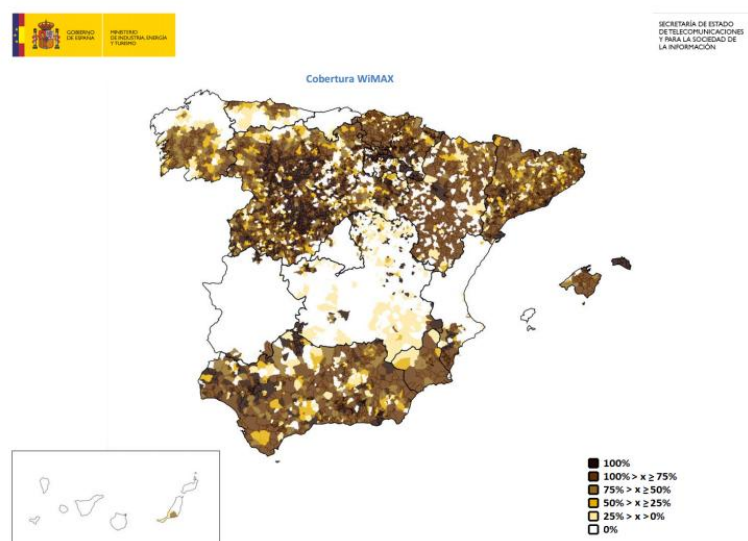 GOBIERNO
DE ESPAÑA
MINISTERIO
DE INDUSTRIA, ENERGÍA
Y TURISMO
SECRETARÍA DE ESTADO
DE TELECOMUNICACIONES
Y PARA LA SOCIEDAD DE
LA INFORMACIÓN
Cobertura WiMAX
100%
100% > x ≥ 75%
75% > x ≥ 50%
50% > x ≥ 25%
25% > x > 0%
0%